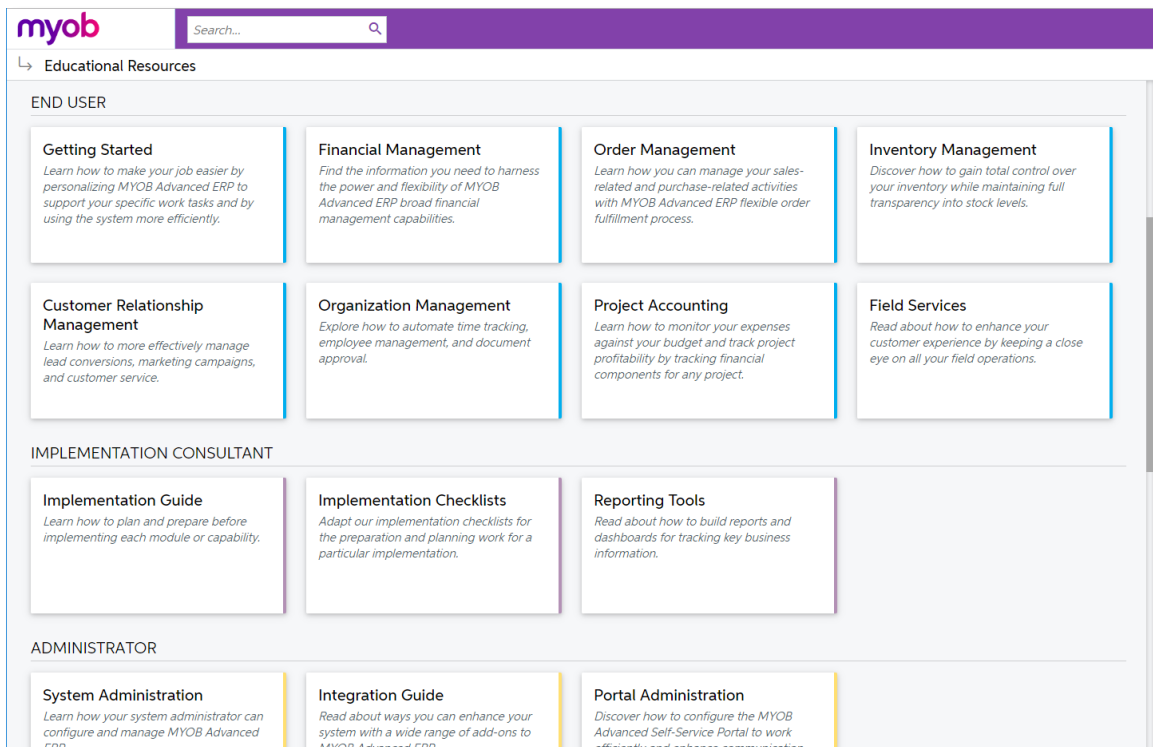 myob
Search...
Educational Resources
END USER
Getting Started
Learn how to make your job easier by
personalizing MYOB Advanced ERP to
support your specific work tasks and by
using the system more efficiently.
Financial Management
Find the information you need to harness
the power and flexibility of MYOB
Advanced ERP broad financial
management capabilities.
Order Management
Learn how you can manage your sales-
related and purchase-related activities
with MYOB Advanced ERP flexible order
fulfillment process.
Inventory Management
Discover how to gain total control over
your inventory while maintaining full
transparency into stock levels.
Customer Relationship
Management
Learn how to more effectively manage
lead conversions, marketing campaigns,
and customer service.
Organization Management
Explore how to automate time tracking,
employee management, and document
approval.
Project Accounting
Learn how to monitor your expenses
against your budget and track project
profitability by tracking financial
components for any project.
Field Services
Read about how to enhance your
customer experience by keeping a close
eye on all your field operations.
IMPLEMENTATION CONSULTANT
Implementation Guide
Learn how to plan and prepare before
implementing each module or capability.
Implementation Checklists
Adapt our implementation checklists for
the preparation and planning work for a
particular implementation.
Reporting Tools
Read about how to build reports and
dashboards for tracking key business
information.
ADMINISTRATOR
System Administration
Learn how your system administrator can
configure and manage MYOB Advanced
ERP
Integration Guide
Read about ways you can enhance your
system with a wide range of add-ons to
MYOB Advanced ERP
Portal Administration
Discover how to configure the MYOB
Advanced Self-Service Portal to work
efficiently and enhance communication